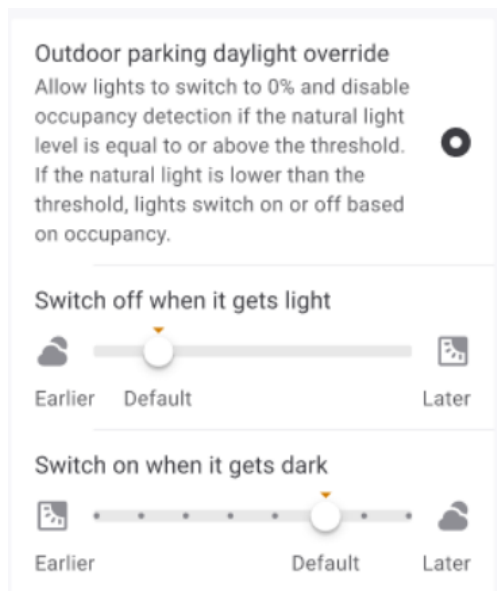 Outdoor parking daylight override
Allow lights to switch to 0% and disable
occupancy detection if the natural light
level is equal to or above the threshold.
If the natural light is lower than the
threshold, lights switch on or off based
on occupancy.
Switch off when it gets light
Earlier Default Later
Switch on when it gets dark
Earlier Default Later